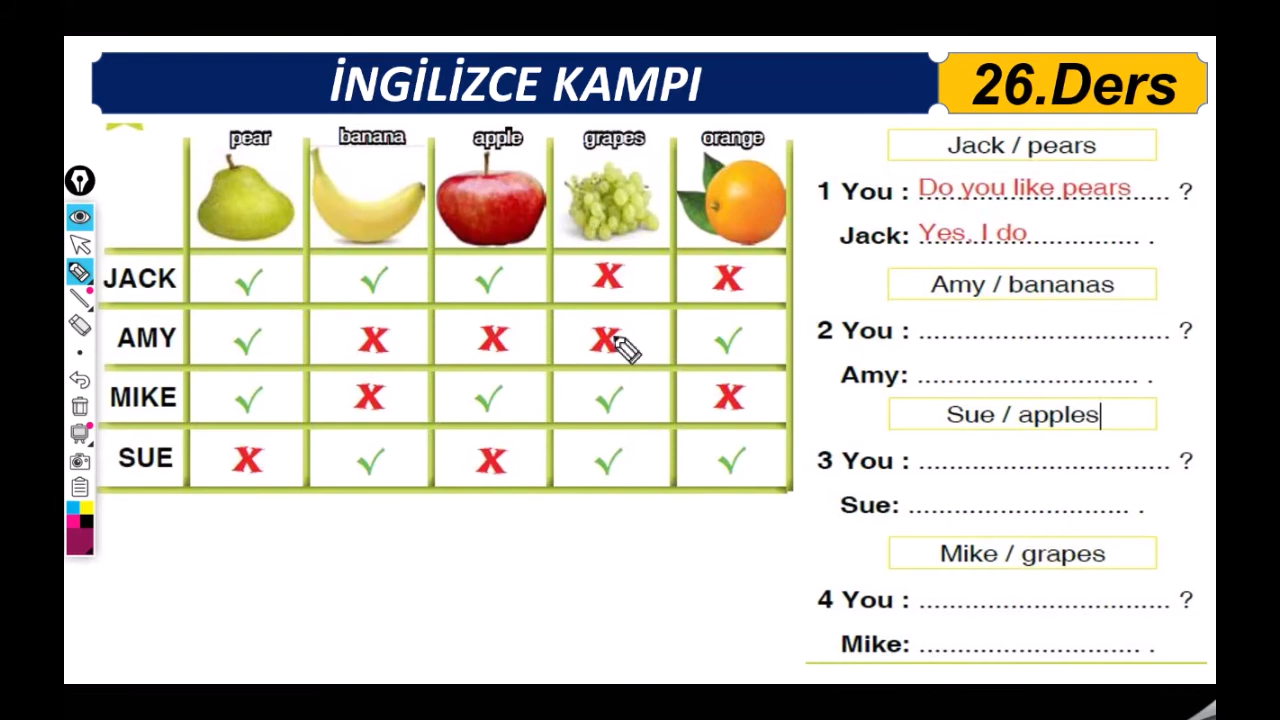 İNGİLİZCE KAMPI
26.Ders
pear banana apple grapes orange
JACK ✓ ✓ ✓ X X
AMY ✓ X X X ✓
MIKE ✓ X ✓ ✓ X
SUE X ✓ X ✓ ✓
Jack / pears
1 You : Do you like pears ?
Jack: Yes, I do .
Amy / bananas
2 You : ................................... ?
Amy: ............................... .
Sue / apples
3 You : ................................... ?
Sue: ............................... .
Mike / grapes
4 You : ................................... ?
Mike: ............................... .